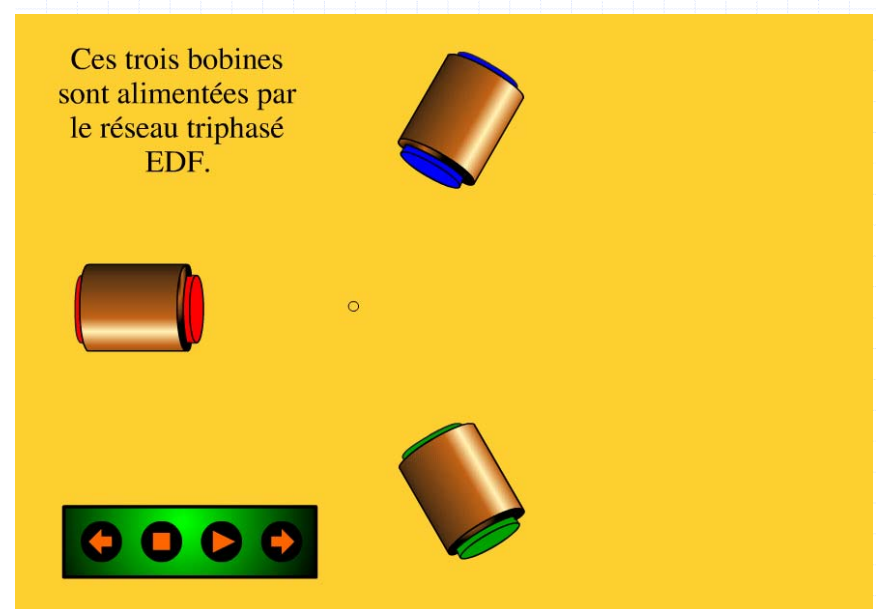 Ces trois bobines
sont alimentées par
le réseau triphasé
EDF.